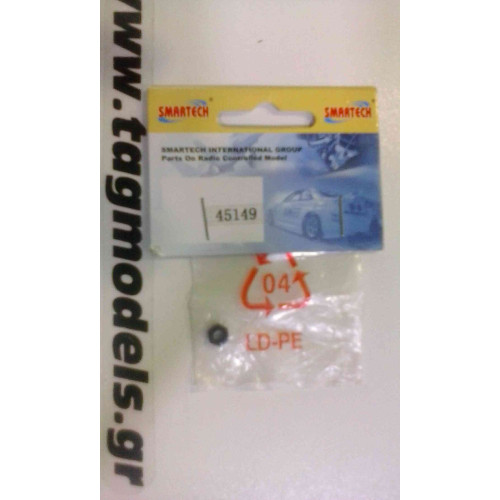 www.tagmodels.gr
SMARTECH SMARTECH
SMARTECH INTERNATIONAL GROUP
Parts On Radio Controlled Model
45149
04
LD-PE